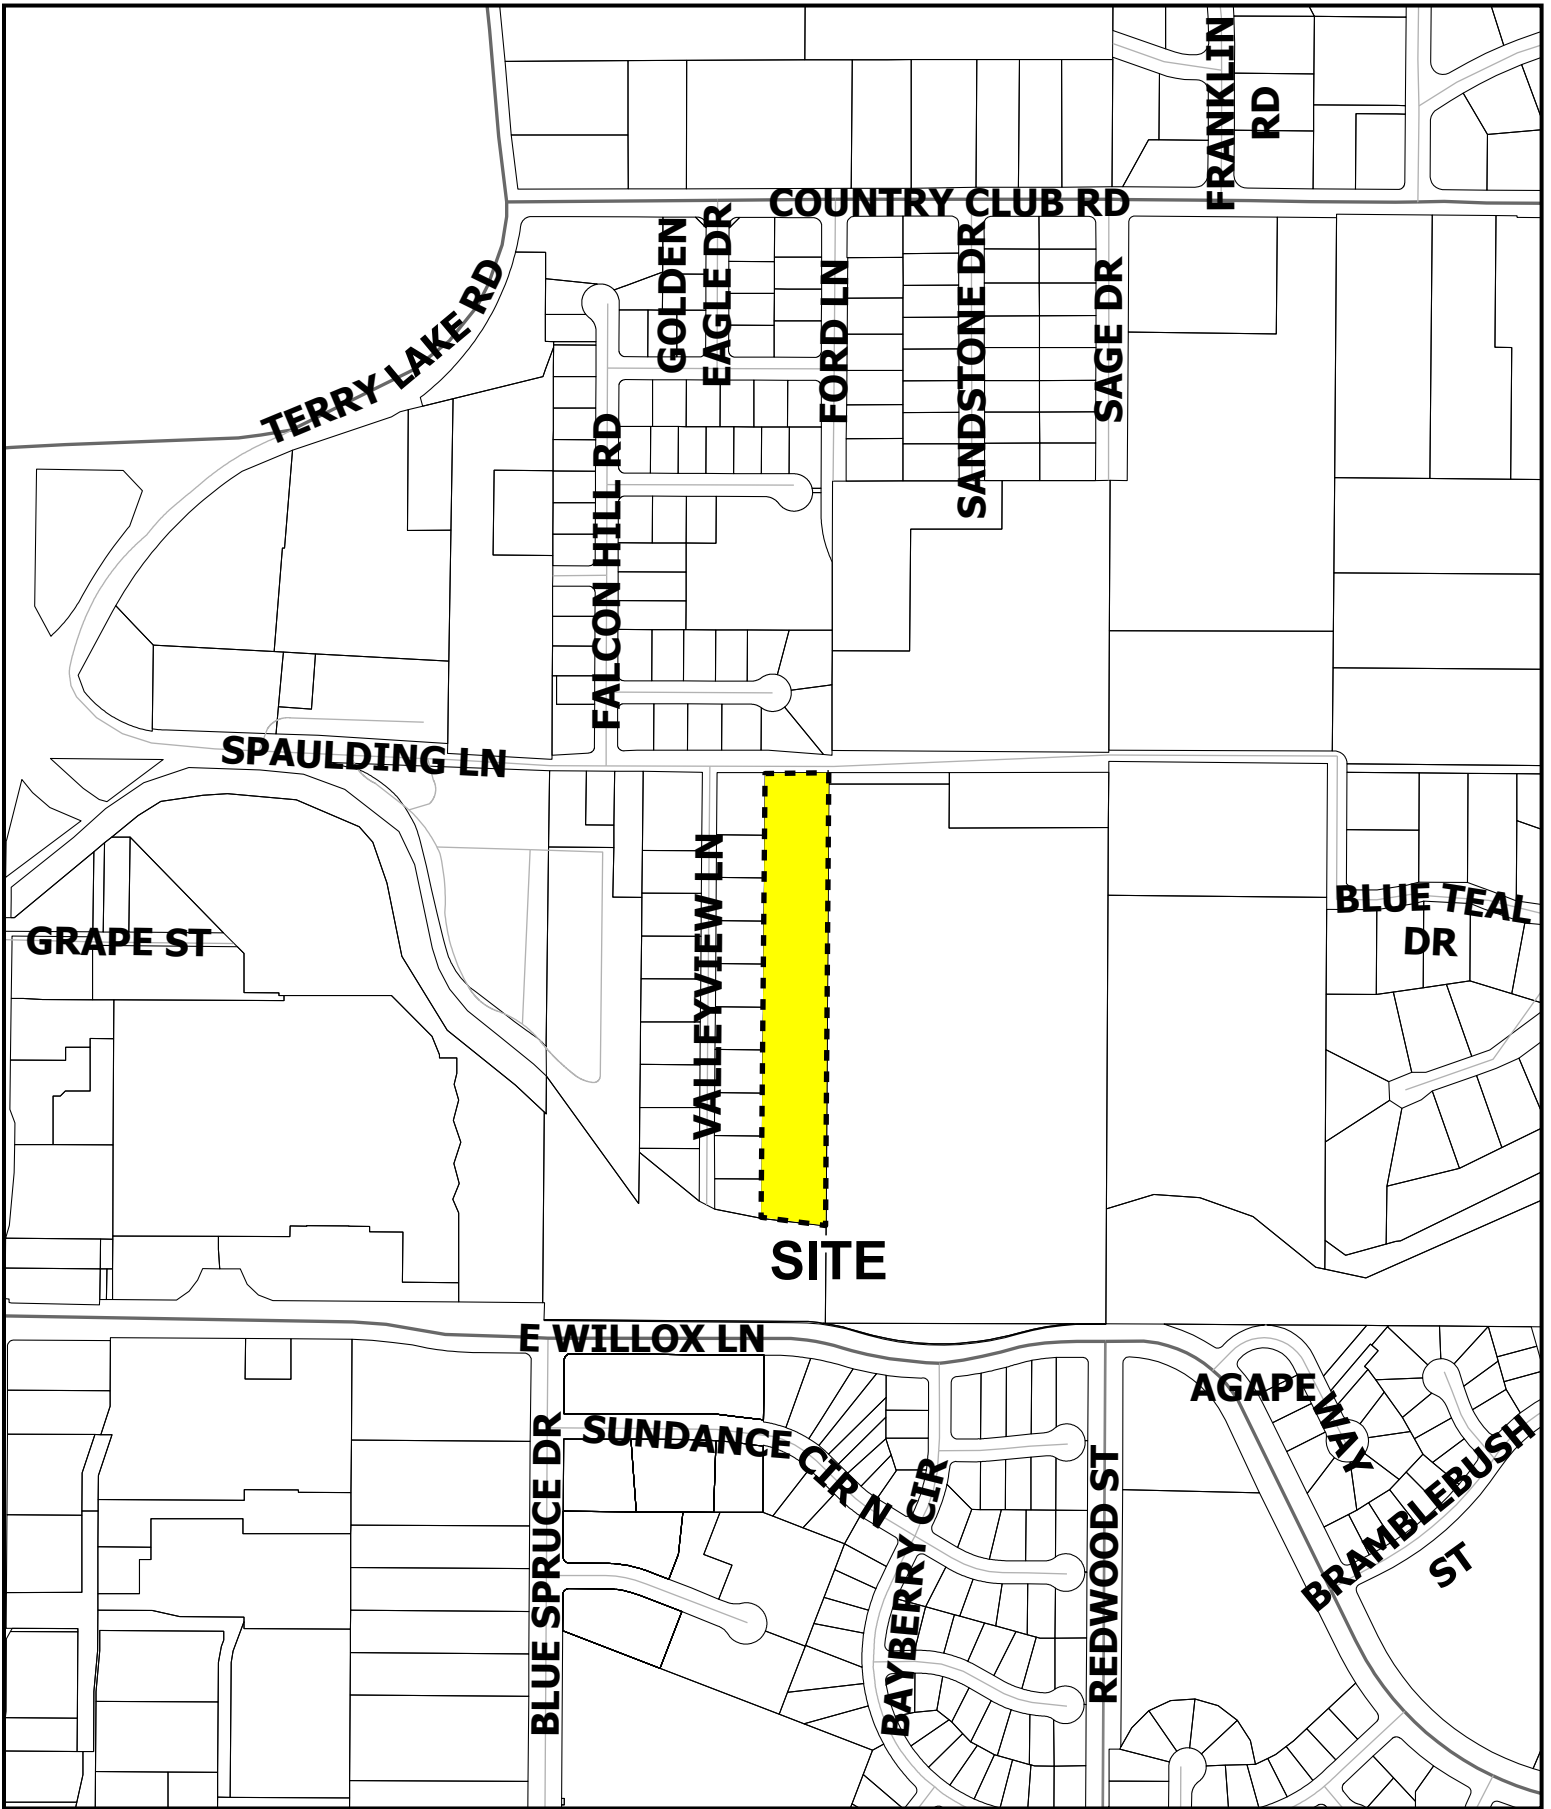 FRANKLIN
RD
COUNTRY CLUB RD
GOLDEN
EAGLE DR
FORD LN
SANDSTONE DR
SAGE DR
TERRY LAKE RD
FALCON HILL RD
SPAULDING LN
VALLEYVIEW LN
BLUE TEAL
DR
GRAPE ST
SITE
E WILLOX LN
AGAPE
WAY
SUNDANCE
CIR N
BLUE SPRUCE DR
BAYBERRY CIR
REDWOOD ST
BRAMBLEBUSH
ST